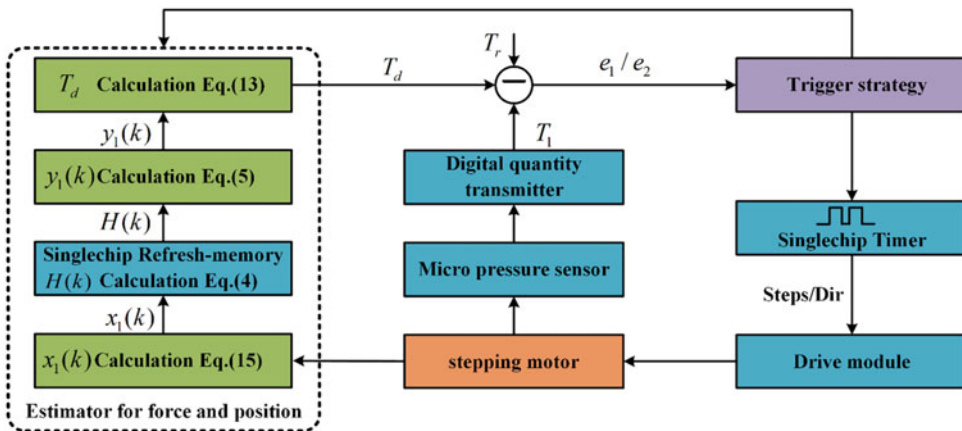 T_r
T_d Calculation Eq.(13)
T_d
−
e_1 / e_2
Trigger strategy
y_1(k)
T_1
y_1(k) Calculation Eq.(5)
Digital quantity
transmitter
H(k)
Singlechip Timer
Singlechip Refresh-memory
H(k) Calculation Eq.(4)
Micro pressure sensor
Steps/Dir
x_1(k)
x_1(k) Calculation Eq.(15)
stepping motor
Drive module
Estimator for force and position